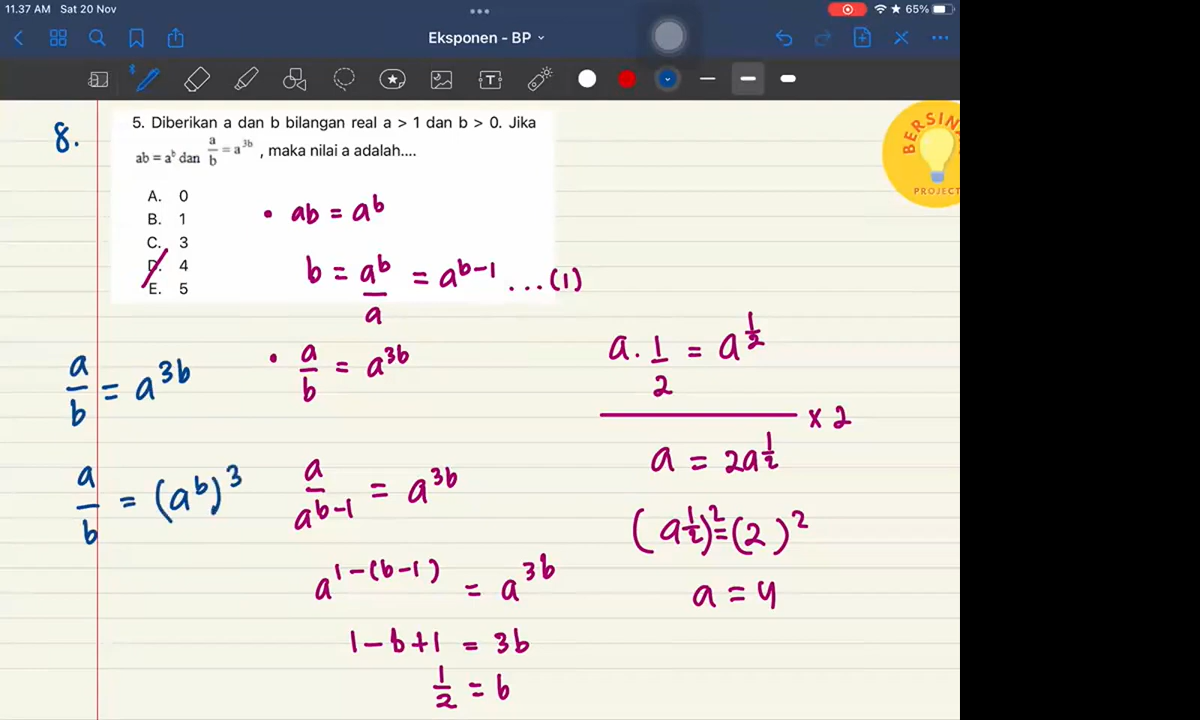 11.37 AM Sat 20 Nov
65%
Eksponen - BP
8.
5. Diberikan a dan b bilangan real a > 1 dan b > 0. Jika
ab = a^b dan a/b = a^3b , maka nilai a adalah....
A. 0
B. 1
C. 3
D. 4
E. 5
BERSINAR
PROJECT
• ab = a^b
b = a^b/a = a^b-1 ...(1)
• a/b = a^3b
a/a^b-1 = a^3b
a^1-(b-1) = a^3b
1-b+1 = 3b
1/2 = b
a/b = a^3b
a/b = (a^b)^3
a . 1/2 = a^1/2
x 2
a = 2a^1/2
(a^1/2)^2 = (2)^2
a = 4